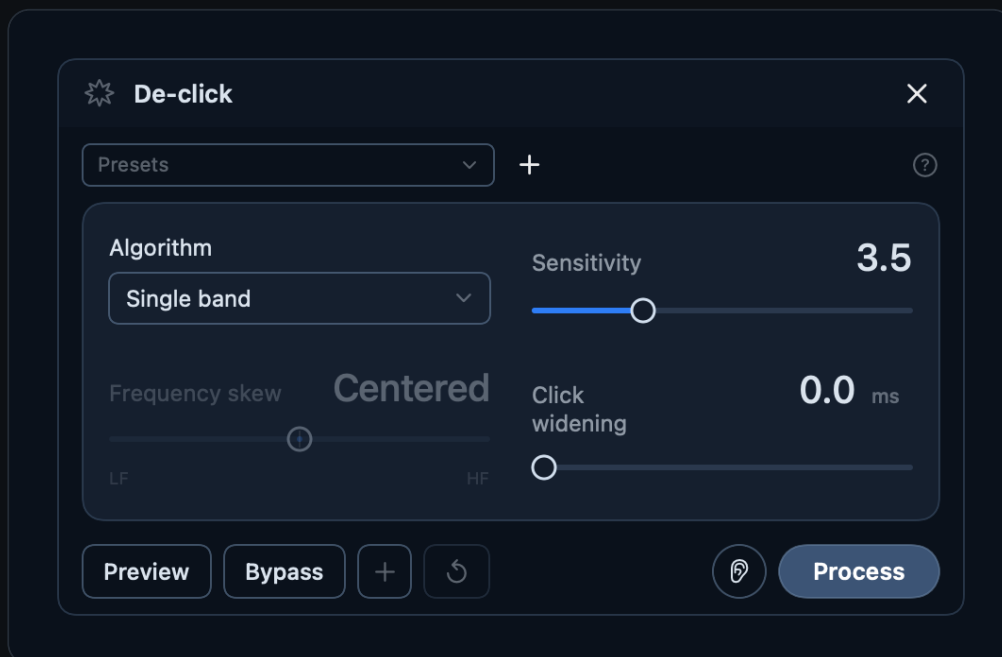 De-click
Presets
?
Algorithm
Single band
Sensitivity
3.5
Frequency skew
Centered
LF
HF
Click
widening
0.0 ms
Preview
Bypass
Process